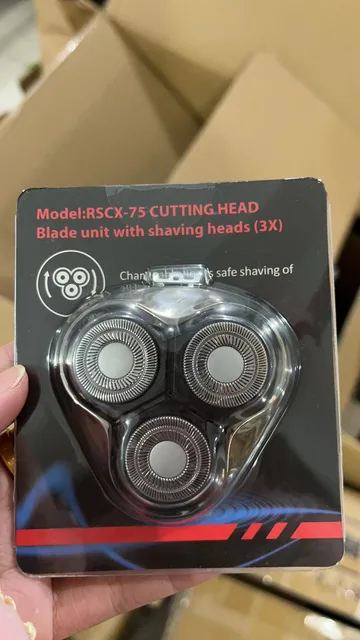 Model:RSCX-75 CUTTING HEAD
Blade unit with shaving heads (3X)
safe shaving of